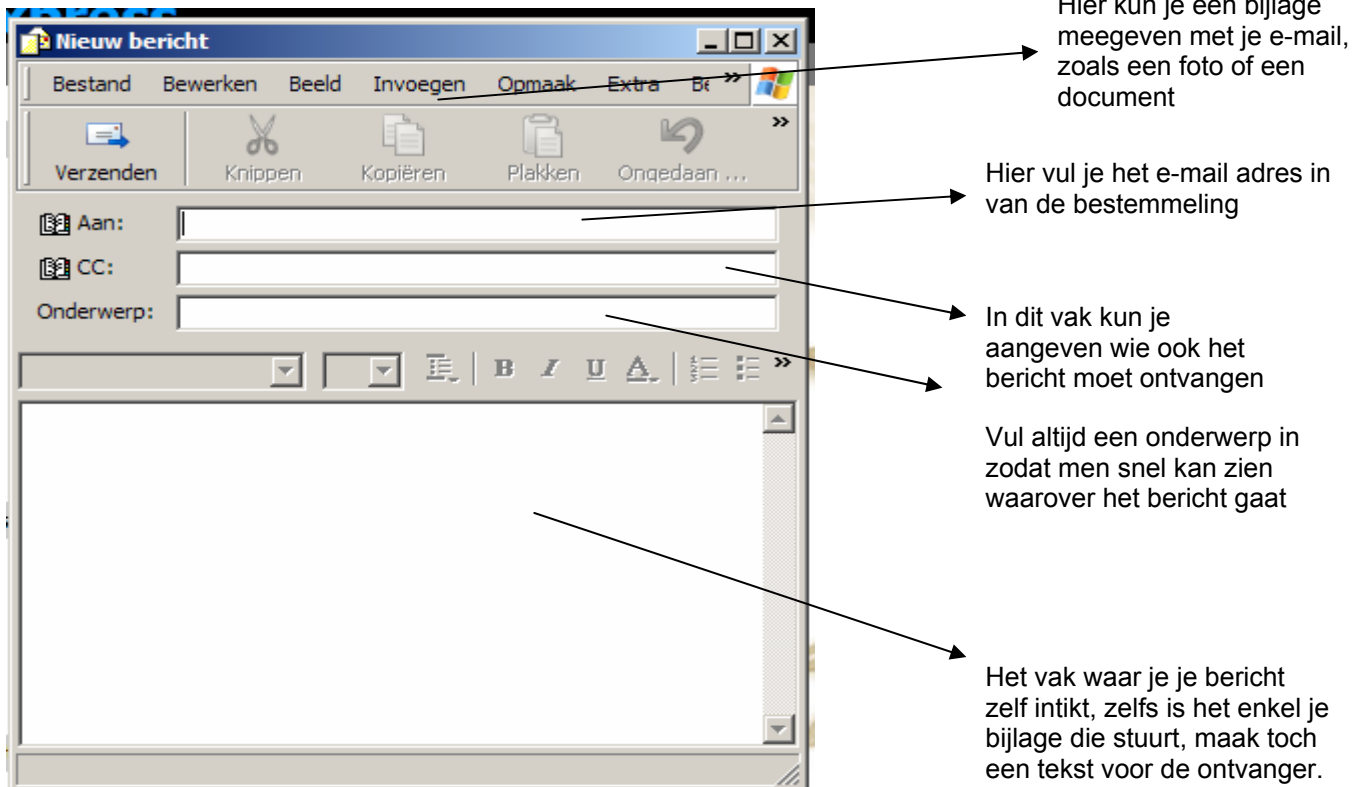 xpress
Nieuw bericht
Bestand Bewerken Beeld Invoegen Opmaak Extra Be »
Verzenden Knippen Kopiëren Plakken Ongedaan ... »
Aan:
CC:
Onderwerp:
B I U A »
Hier kun je een bijlage
meegeven met je e-mail,
zoals een foto of een
document
Hier vul je het e-mail adres in
van de bestemmeling
In dit vak kun je
aangeven wie ook het
bericht moet ontvangen
Vul altijd een onderwerp in
zodat men snel kan zien
waarover het bericht gaat
Het vak waar je je bericht
zelf intikt, zelfs is het enkel je
bijlage die stuurt, maak toch
een tekst voor de ontvanger.